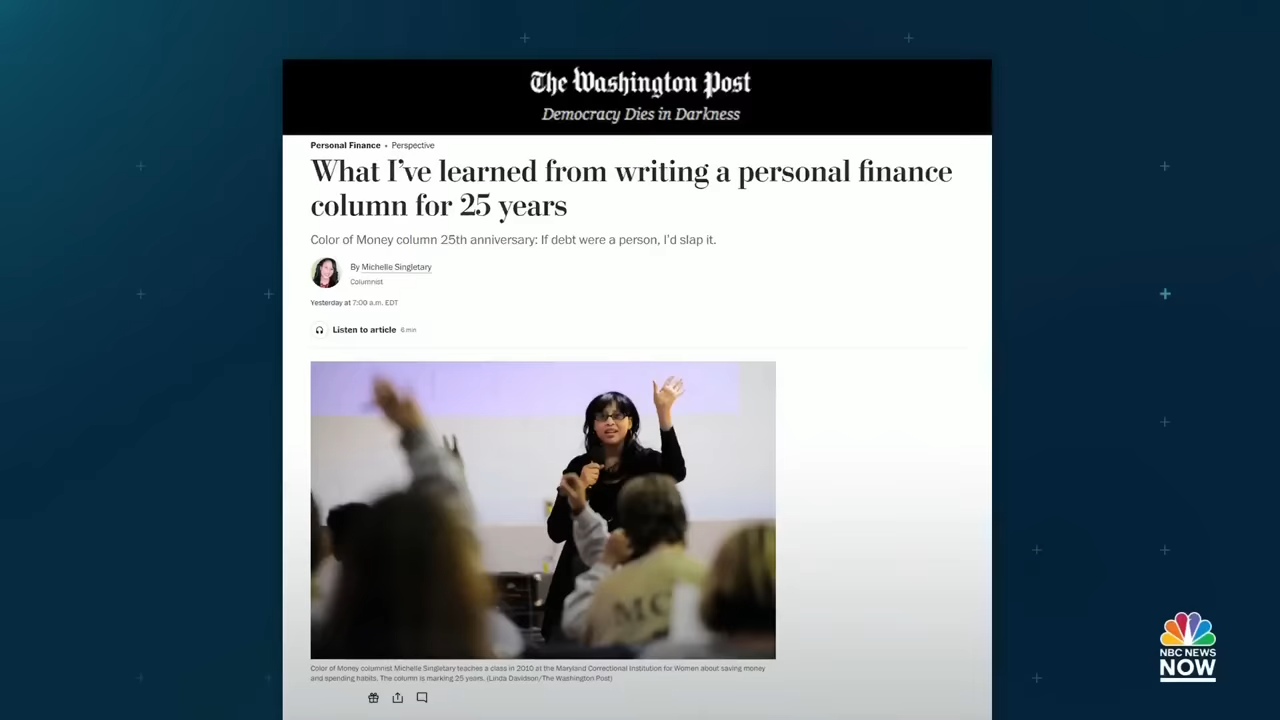 The Washington Post
Democracy Dies in Darkness
Personal Finance • Perspective
What I've learned from writing a personal finance
column for 25 years
Color of Money column 25th anniversary: If debt were a person, I'd slap it.
By Michelle Singletary
Columnist
Yesterday at 7:00 a.m. EDT
Listen to article 6 min
MC
Color of Money columnist Michelle Singletary teaches a class in 2010 at the Maryland Correctional Institution for Women about saving money
and spending habits. The column is marking 25 years. (Linda Davidson/The Washington Post)
NBC NEWS
NOW